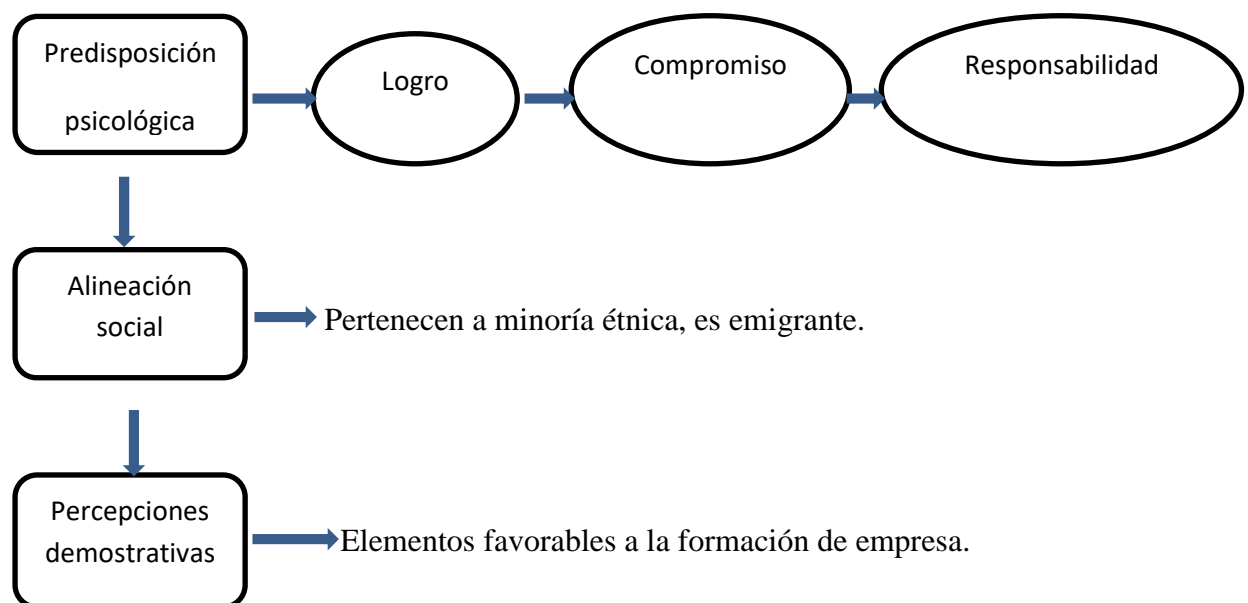 Predisposición
psicológica
Logro
Compromiso
Responsabilidad
Alineación
social
Pertenecen a minoría étnica, es emigrante.
Percepciones
demostrativas
Elementos favorables a la formación de empresa.